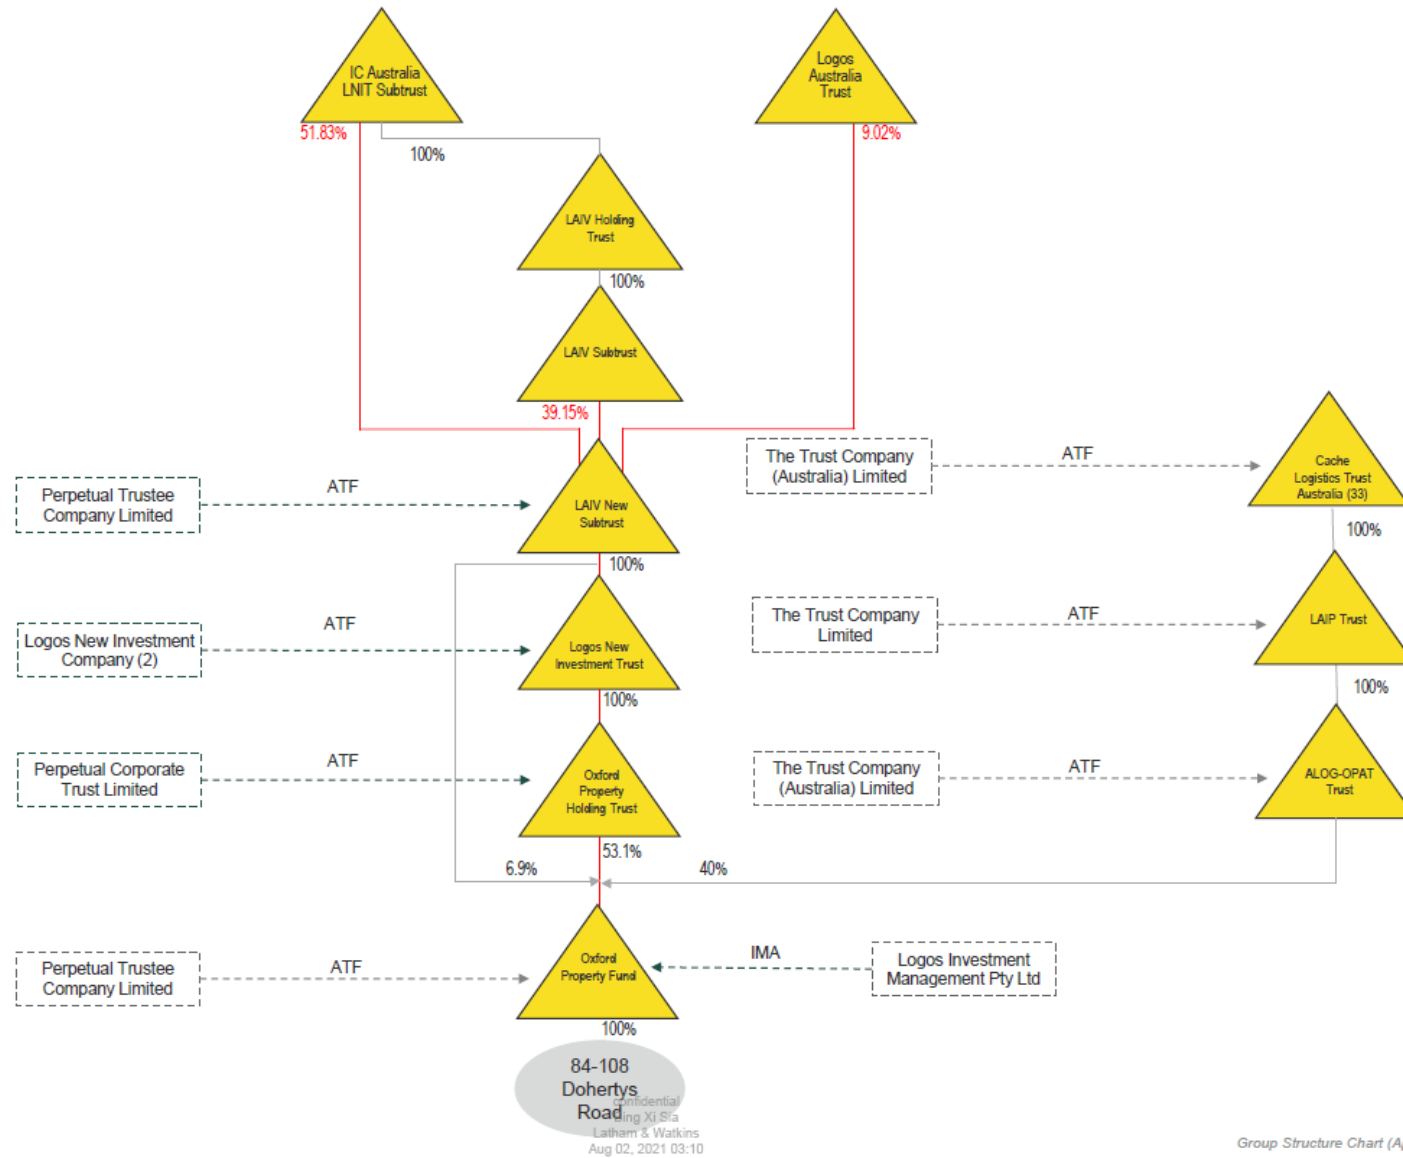 IC Australia
LNIT Subtrust
Logos
Australia
Trust
51.83%
9.02%
100%
LAIV Holding
Trust
100%
LAIV Subtrust
39.15%
The Trust Company
(Australia) Limited
ATF
Cache
Logistics Trust
Australia (33)
Perpetual Trustee
Company Limited
ATF
LAIV New
Subtrust
100%
100%
Logos New Investment
Company (2)
ATF
Logos New
Investment Trust
The Trust Company
Limited
ATF
LAIP Trust
100%
100%
Perpetual Corporate
Trust Limited
ATF
Oxford
Property
Holding Trust
The Trust Company
(Australia) Limited
ATF
ALOG-OPAT
Trust
53.1%
6.9%
40%
Perpetual Trustee
Company Limited
ATF
Oxford
Property Fund
IMA
Logos Investment
Management Pty Ltd
100%
84-108
Dohertys
Road
confidential
Bing Xi Sia
Latham & Watkins
Aug 02, 2021 03:10
Group Structure Chart (A